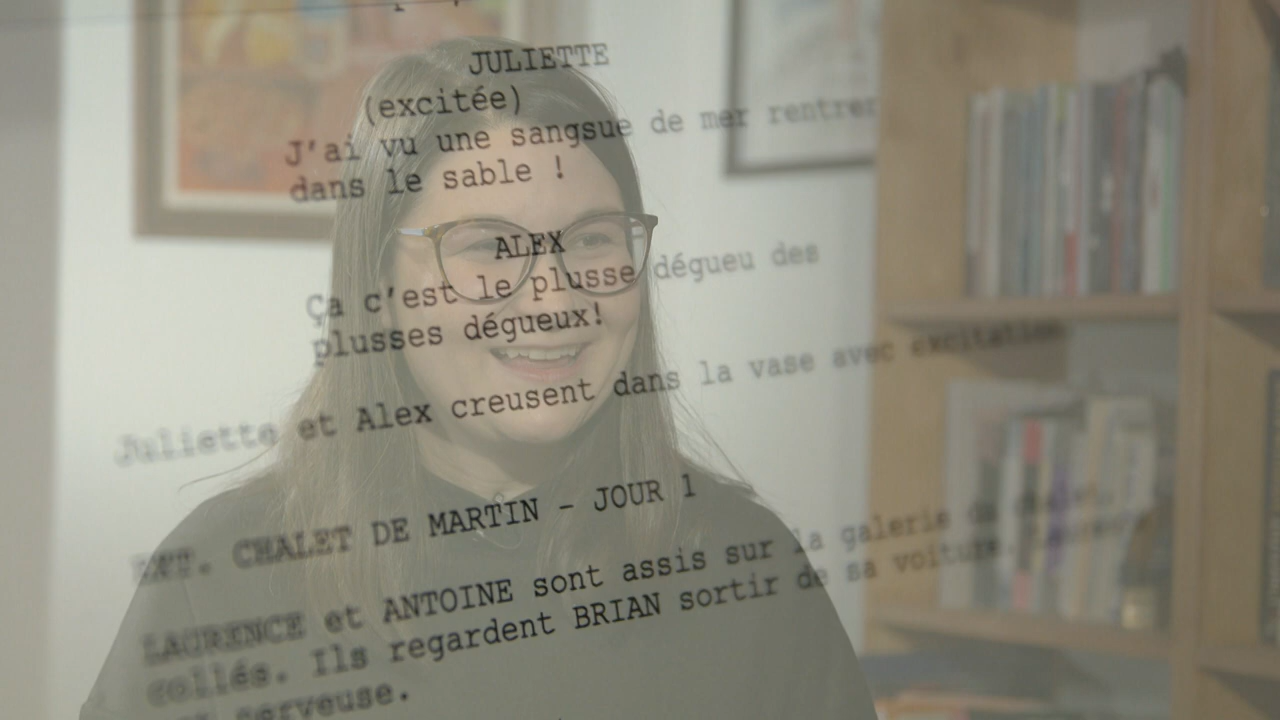 JULIETTE
(excitée)
J'ai vu une sangsue de mer rentrer
dans le sable !
ALEX
Ça c'est le plusse dégueu des
plusses dégueux!
Juliette et Alex creusent dans la vase avec excitation
EXT. CHALET DE MARTIN - JOUR 1
LAURENCE et ANTOINE sont assis sur la galerie
collés. Ils regardent BRIAN sortir de sa voiture.
nerveuse.